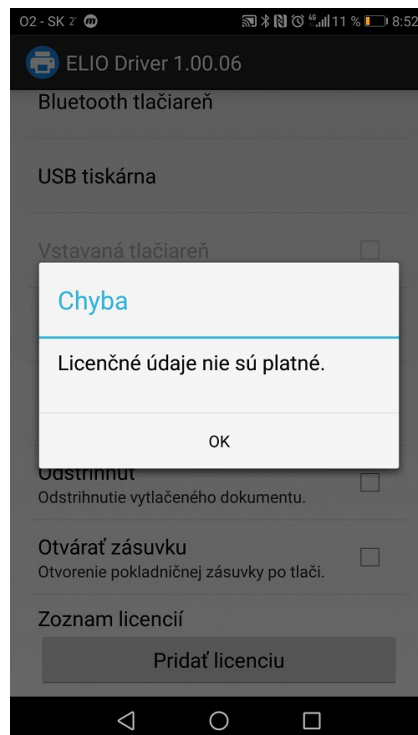 O2 - SK 11 % 8:52
ELIO Driver 1.00.06
Bluetooth tlačiareň
USB tiskárna
Vstavaná tlačiareň
Chyba
Licenčné údaje nie sú platné.
OK
Odstrihnúť
Odstrihnutie vytlačeného dokumentu.
Otvárať zásuvku
Otvorenie pokladničnej zásuvky po tlači.
Zoznam licencií
Pridať licenciu